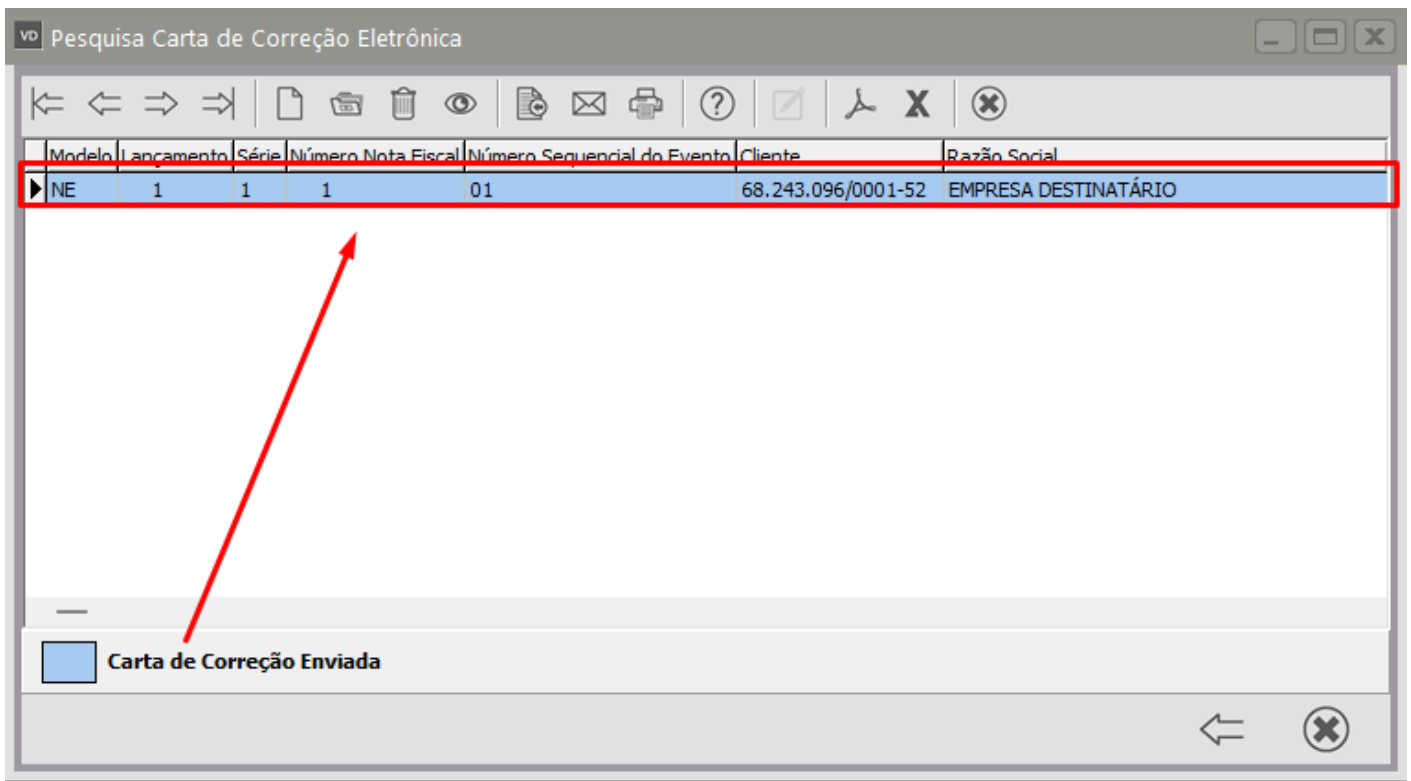 VD Pesquisa Carta de Correção Eletrônica
Modelo Lançamento Série Número Nota Fiscal Número Sequencial do Evento Cliente Razão Social
NE 1 1 1 01 68.243.096/0001-52 EMPRESA DESTINATÁRIO
Carta de Correção Enviada